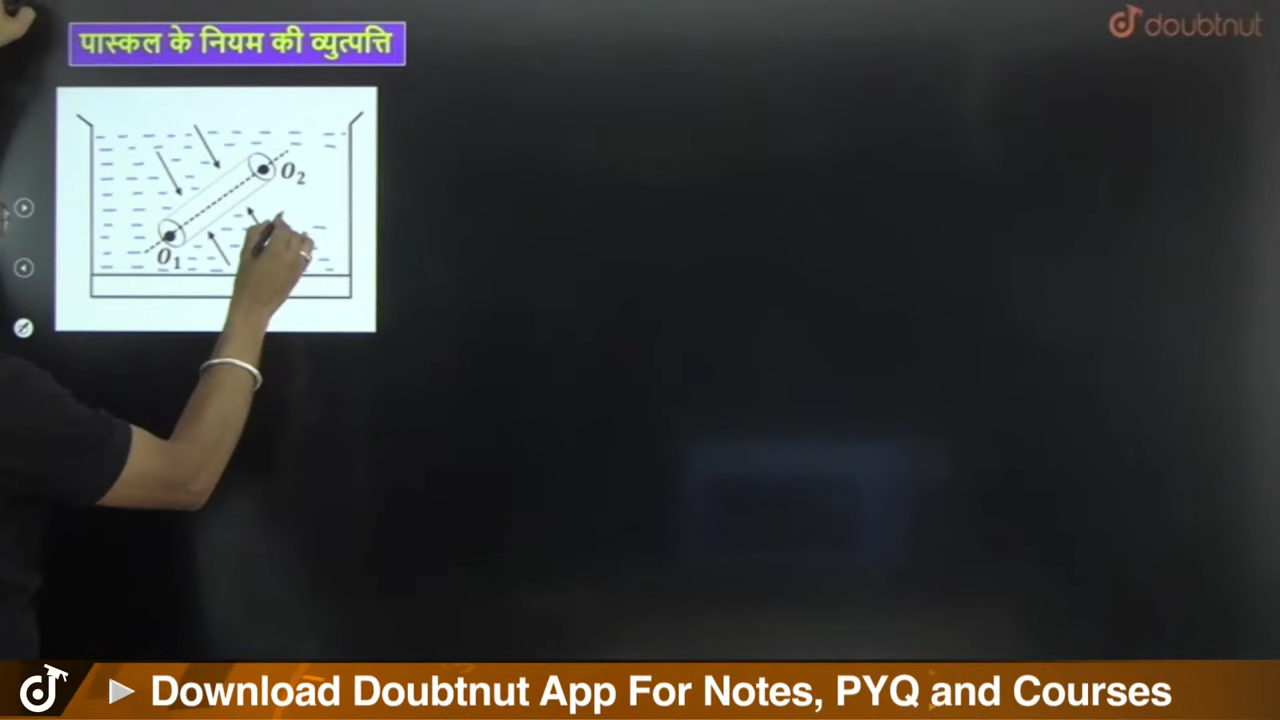 पास्कल के नियम की व्युत्पत्ति
doubtnut
O₂
O₁
Download Doubtnut App For Notes, PYQ and Courses